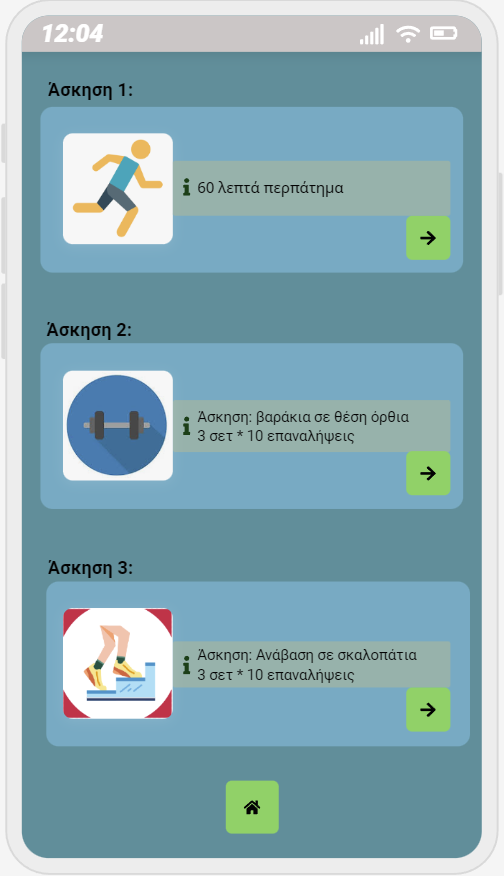 12:04
Άσκηση 1:
60 λεπτά περπάτημα
Άσκηση 2:
Άσκηση: βαράκια σε θέση όρθια
3 σετ * 10 επαναλήψεις
Άσκηση 3:
Άσκηση: Ανάβαση σε σκαλοπάτια
3 σετ * 10 επαναλήψεις